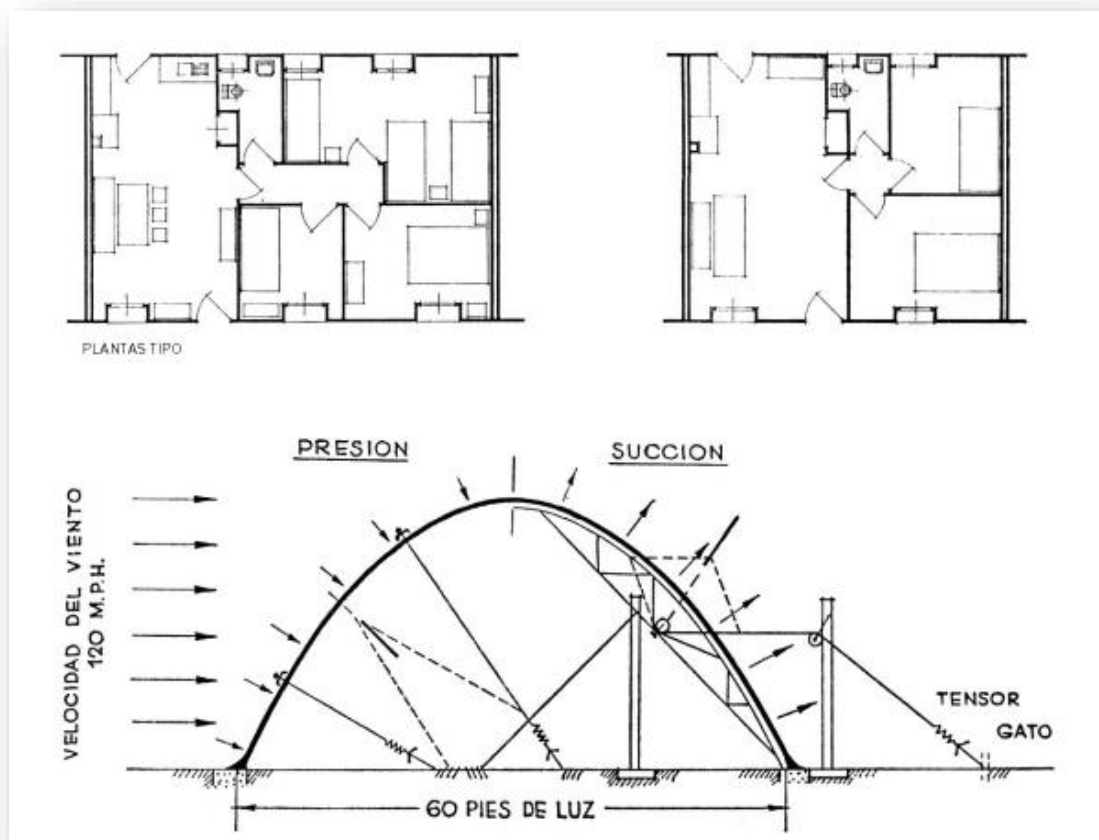 PLANTAS TIPO
PRESION
SUCCION
VELOCIDAD DEL VIENTO
120 M.P.H.
TENSOR
GATO
60 PIES DE LUZ